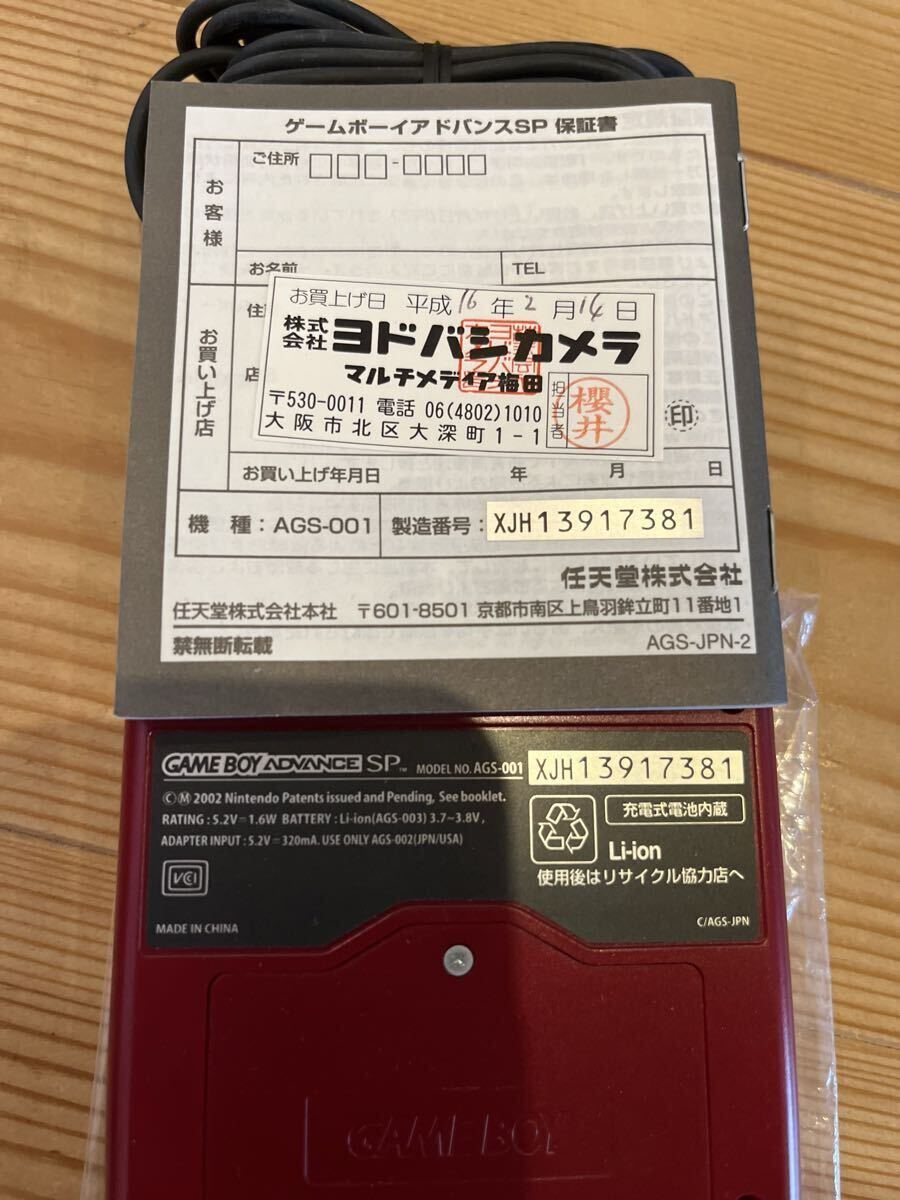 ゲームボーイアドバンスSP 保証書
お客様
ご住所 □□□-□□□□
お名前
TEL
お買い上げ店
住
店
お買上げ日 平成16年2月14日
株式会社 ヨドバシカメラ
マルチメディア梅田
〒530-0011 電話 06(4802)1010
大阪市北区大深町1-1
担当者
櫻井
印
お買い上げ年月日 年 月 日
機 種：AGS-001
製造番号：XJH13917381
任天堂株式会社
任天堂株式会社本社 〒601-8501 京都市南区上鳥羽鉾立町11番地1
禁無断転載
AGS-JPN-2
GAME BOY ADVANCE SP™ MODEL NO. AGS-001
XJH13917381
ⒸⓂ 2002 Nintendo Patents issued and Pending, See booklet.
RATING : 5.2V⎓1.6W BATTERY : Li-ion(AGS-003) 3.7~3.8V ,
ADAPTER INPUT : 5.2V⎓320mA. USE ONLY AGS-002(JPN/USA)
充電式電池内蔵
Li-ion
使用後はリサイクル協力店へ
VCI
MADE IN CHINA
C/AGS-JPN
GAME BOY